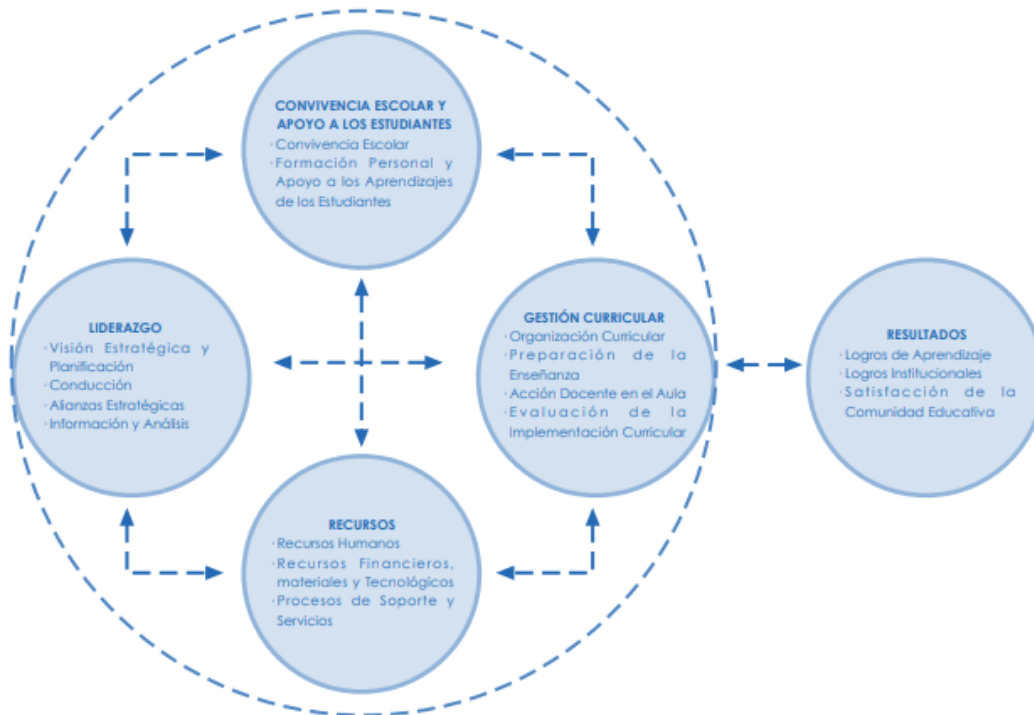 CONVIVENCIA ESCOLAR Y
APOYO A LOS ESTUDIANTES
· Convivencia Escolar
· Formación Personal y
Apoyo a los Aprendizajes
de los Estudiantes
LIDERAZGO
· Visión Estratégica y
Planificación
· Conducción
· Alianzas Estratégicas
· Información y Análisis
GESTIÓN CURRICULAR
· Organización Curricular
· Preparación de la
Enseñanza
· Acción Docente en el Aula
· Evaluación de la
Implementación Curricular
RESULTADOS
· Logros de Aprendizaje
· Logros Institucionales
· Satisfacción de la
Comunidad Educativa
RECURSOS
· Recursos Humanos
· Recursos Financieros,
materiales y Tecnológicos
· Procesos de Soporte y
Servicios